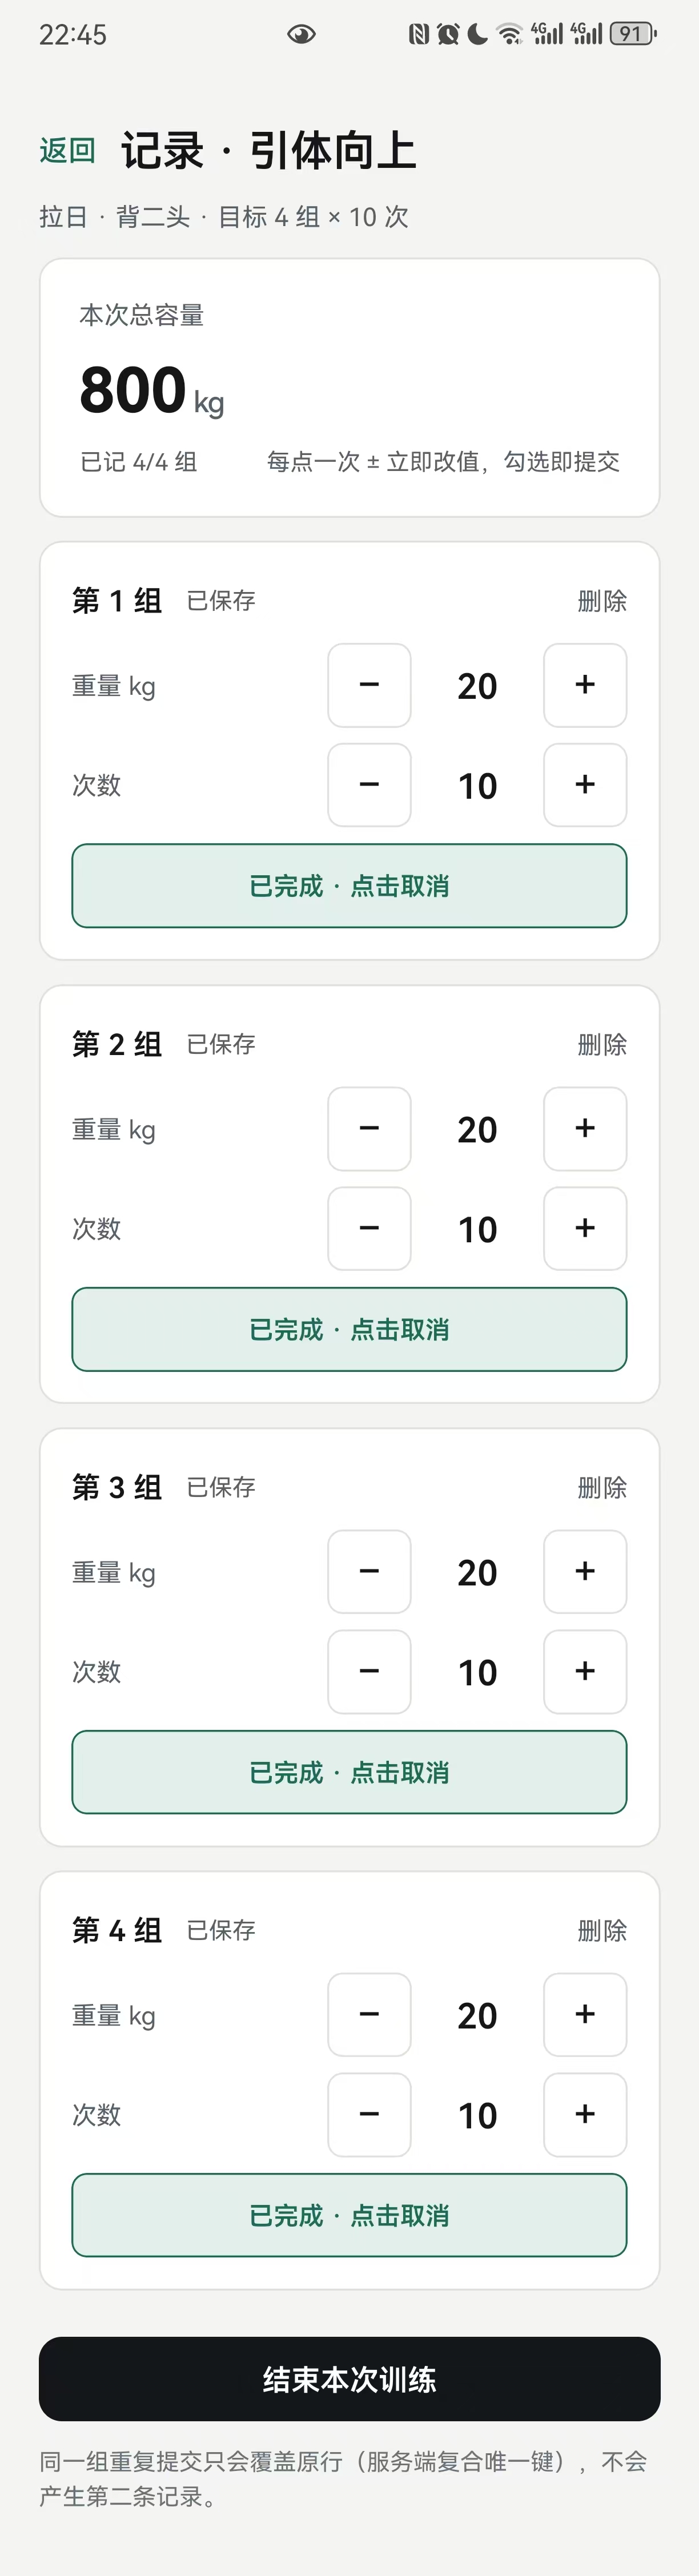 22:45 4G 4G 91
返回 记录 · 引体向上
拉日 · 背二头 · 目标 4 组 × 10 次
本次总容量
800 kg
已记 4/4 组 每点一次 ± 立即改值，勾选即提交
第 1 组 已保存 删除
重量 kg − 20 +
次数 − 10 +
已完成 · 点击取消
第 2 组 已保存 删除
重量 kg − 20 +
次数 − 10 +
已完成 · 点击取消
第 3 组 已保存 删除
重量 kg − 20 +
次数 − 10 +
已完成 · 点击取消
第 4 组 已保存 删除
重量 kg − 20 +
次数 − 10 +
已完成 · 点击取消
结束本次训练
同一组重复提交只会覆盖原行（服务端复合唯一键），不会
产生第二条记录。